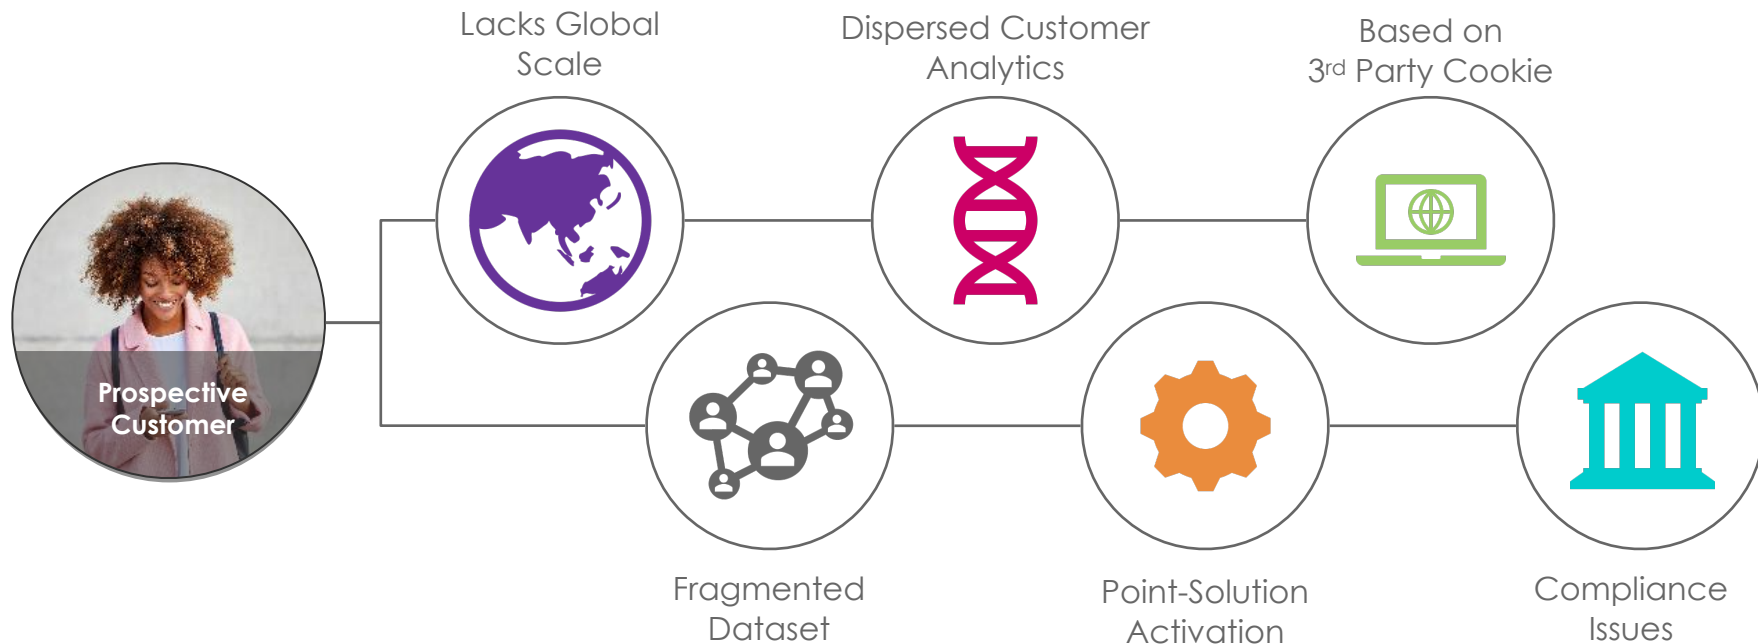 Lacks Global
Scale
Dispersed Customer
Analytics
Based on
3rd Party Cookie
Prospective
Customer
Fragmented
Dataset
Point-Solution
Activation
Compliance
Issues